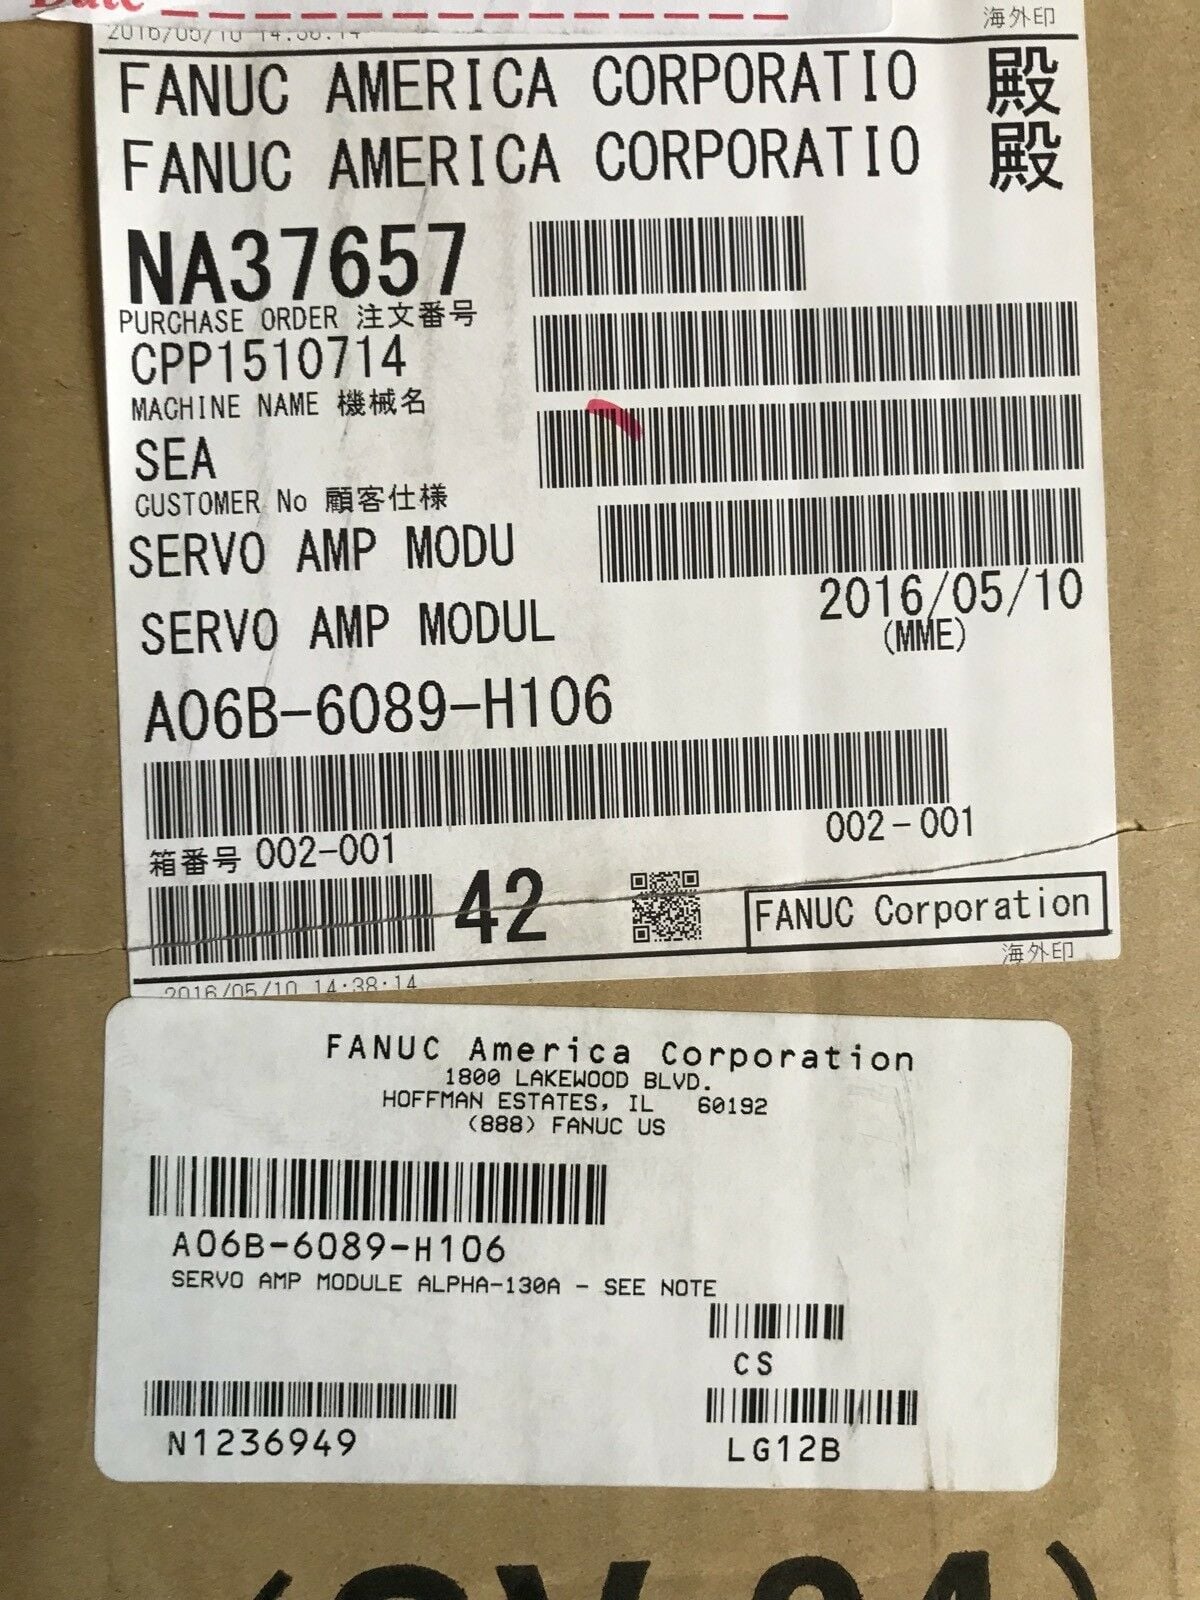 Date
2016/05/10 14:38:14 海外印
FANUC AMERICA CORPORATIO 殿
FANUC AMERICA CORPORATIO 殿
NA37657
PURCHASE ORDER 注文番号
CPP1510714
MACHINE NAME 機械名
SEA
CUSTOMER No 顧客仕様
SERVO AMP MODU
2016/05/10
(MME)
SERVO AMP MODUL
A06B-6089-H106
箱番号 002-001
002-001
42
FANUC Corporation
海外印
2016/05/10 14:38:14
FANUC America Corporation
1800 LAKEWOOD BLVD.
HOFFMAN ESTATES, IL 60192
(888) FANUC US
A06B-6089-H106
SERVO AMP MODULE ALPHA-130A - SEE NOTE
CS
N1236949
LG12B